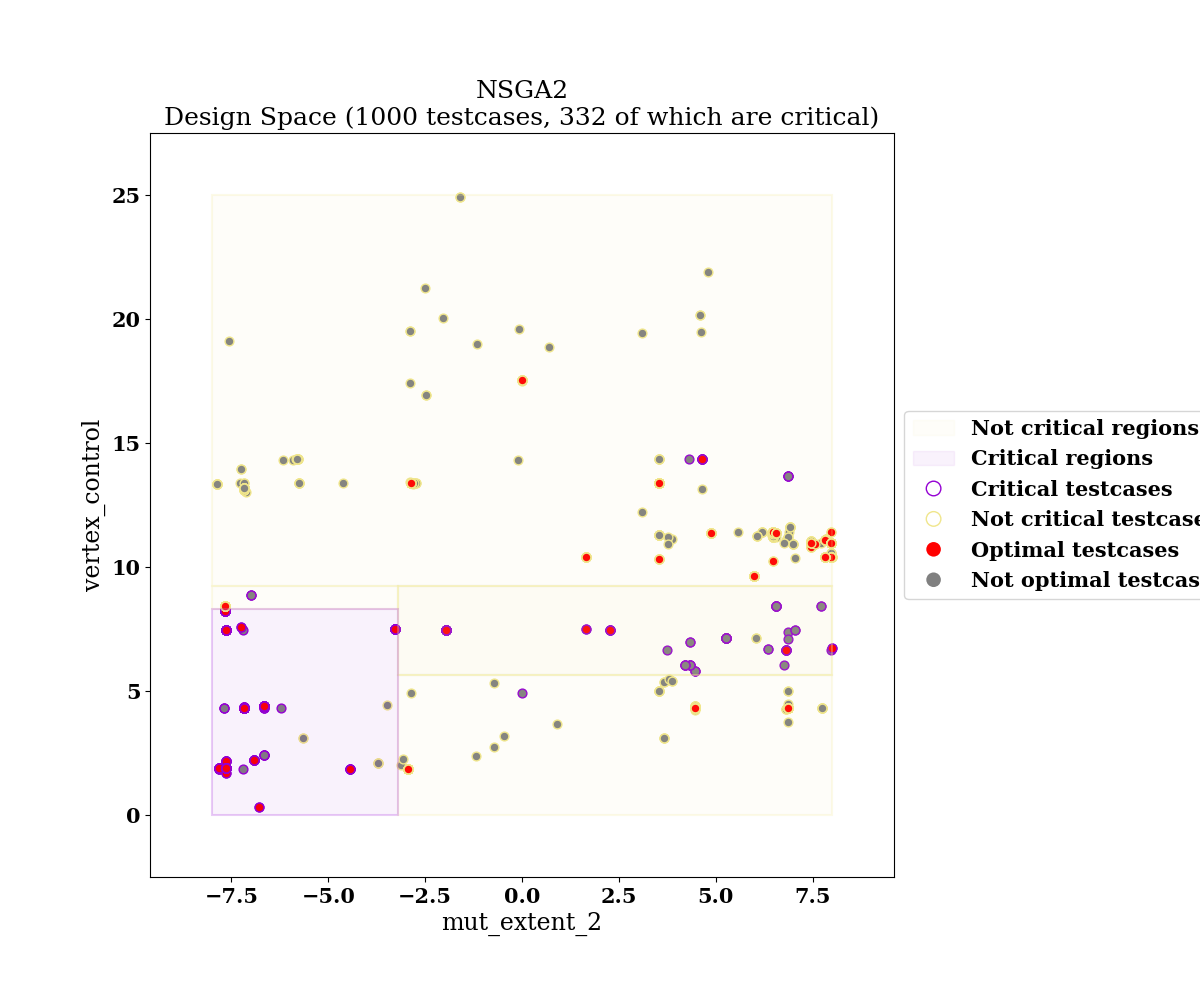 NSGA2
Design Space (1000 testcases, 332 of which are critical)
25
20
15
10
5
0
vertex_control
−7.5 −5.0 −2.5 0.0 2.5 5.0 7.5
mut_extent_2
Not critical regions
Critical regions
Critical testcases
Not critical testcase
Optimal testcases
Not optimal testcas